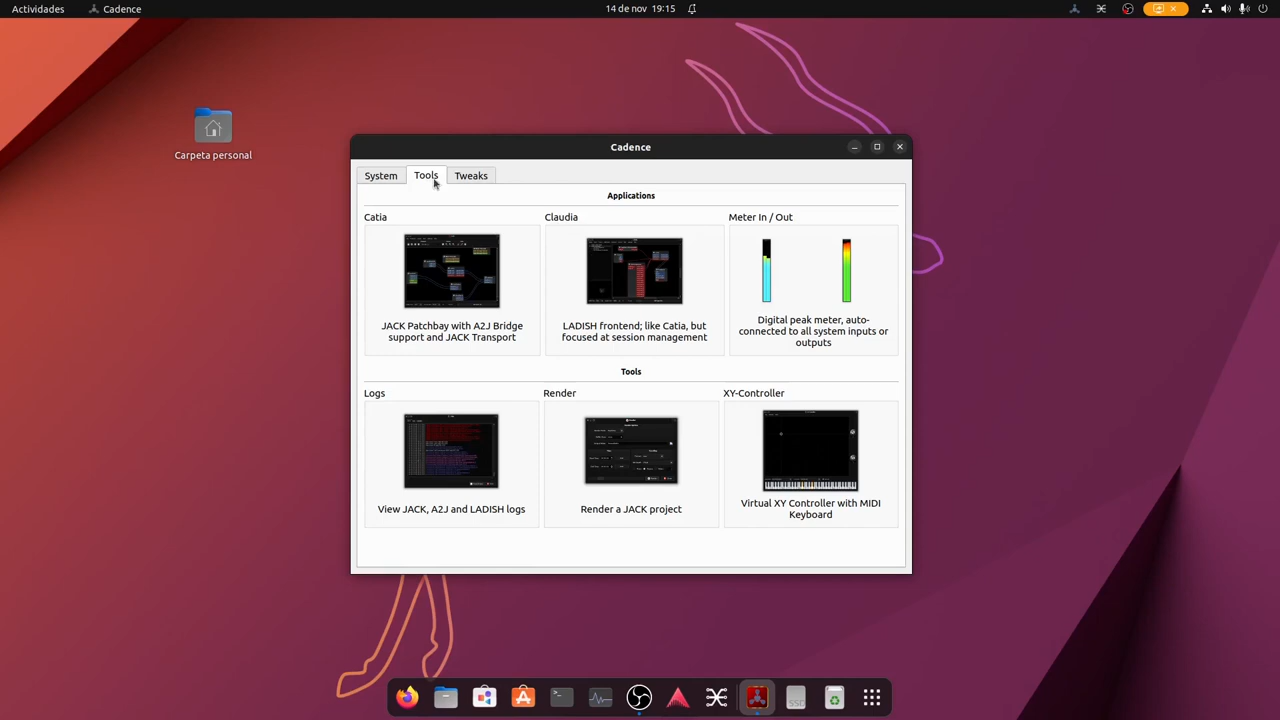 Actividades
Cadence
14 de nov 19:15
Carpeta personal
Cadence
System
Tools
Tweaks
Applications
Catia
Claudia
Meter In / Out
JACK Patchbay with A2J Bridge
support and JACK Transport
LADISH frontend; like Catia, but
focused at session management
Digital peak meter, auto-
connected to all system inputs or
outputs
Tools
Logs
Render
XY-Controller
View JACK, A2J and LADISH logs
Render a JACK project
Virtual XY Controller with MIDI
Keyboard
SSD